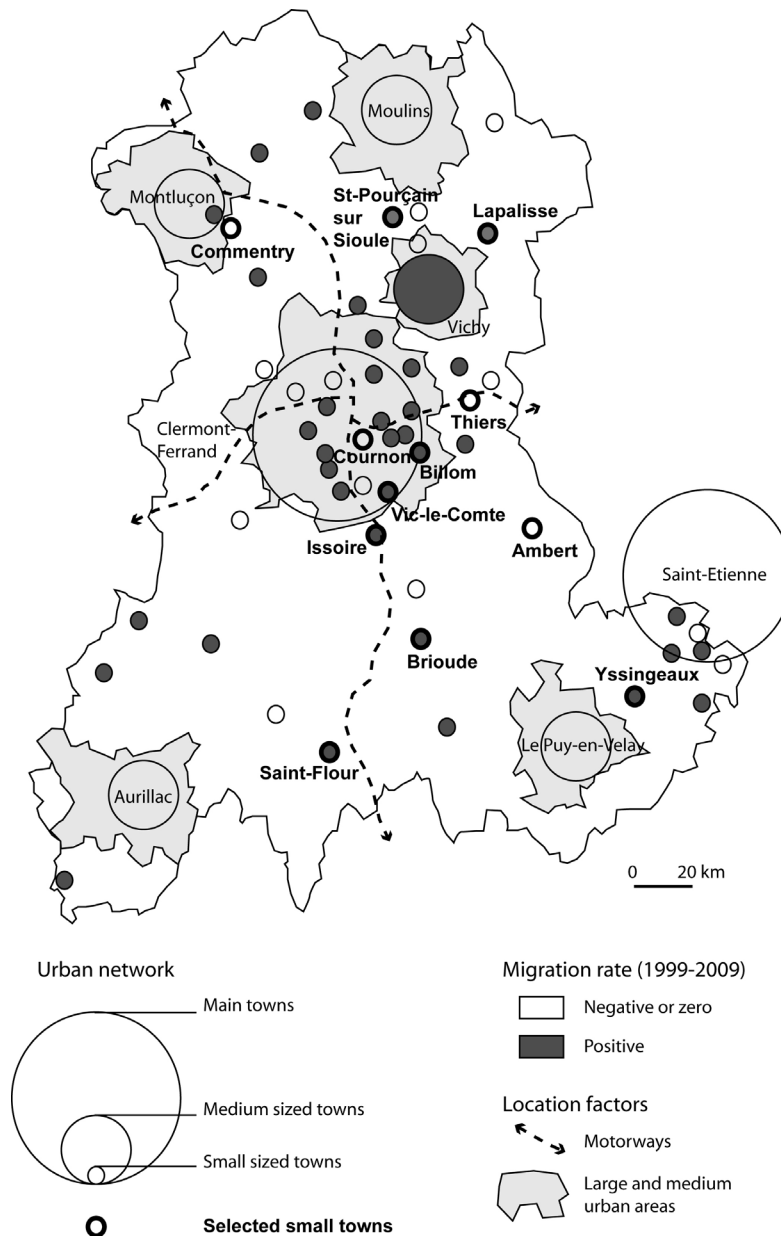 Moulins
Montluçon
St-Pourçain
sur
Sioule
Lapalisse
Commentry
Vichy
Clermont-
Ferrand
Thiers
Cournon
Billom
Vic-le-Comte
Issoire
Ambert
Saint-Etienne
Brioude
Yssingeaux
Le Puy-en-Velay
Saint-Flour
Aurillac
0 20 km
Urban network
Main towns
Medium sized towns
Small sized towns
Selected small towns
Migration rate (1999-2009)
Negative or zero
Positive
Location factors
Motorways
Large and medium
urban areas